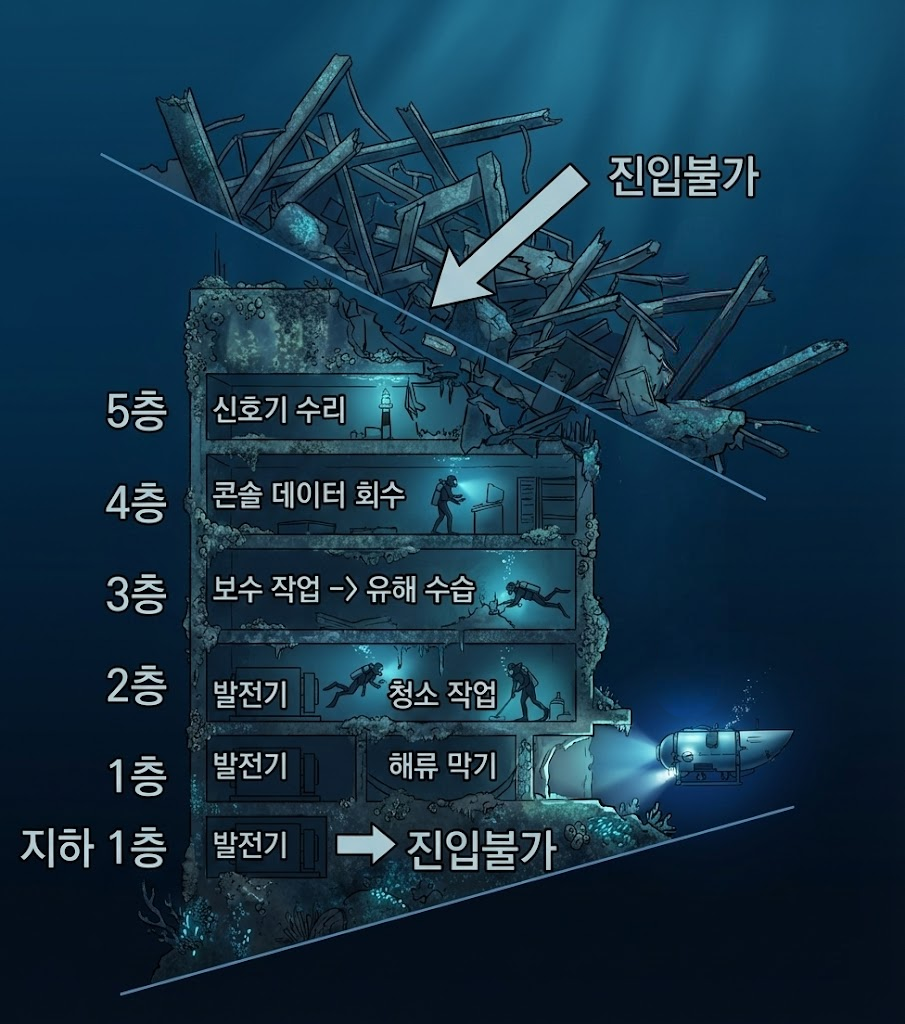 진입불가
5층
신호기 수리
4층
콘솔 데이터 회수
3층
보수 작업 -> 유해 수습
2층
발전기
청소 작업
1층
발전기
해류 막기
지하 1층
발전기
진입불가